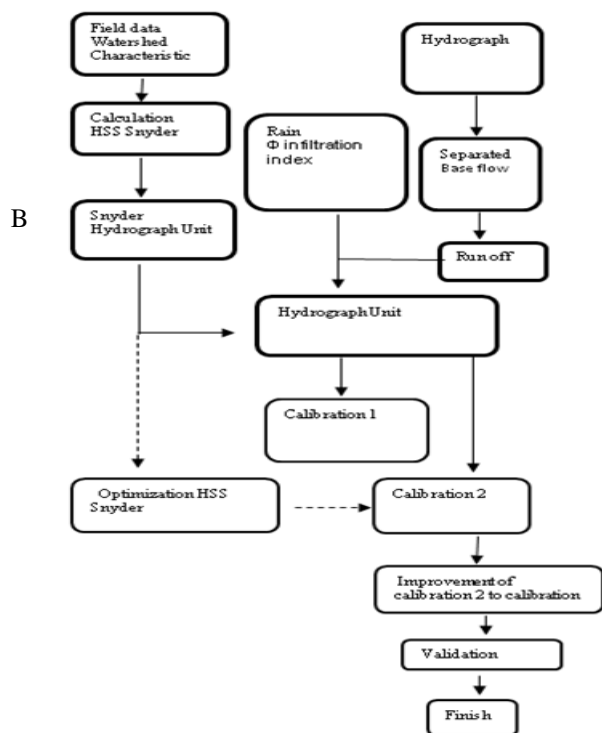 Field data
Watershed
Characteristic
Hydrograph
Calculation
HSS Snyder
Rain
Φ infiltration
index
Separated
Base flow
B
Snyder
Hydrograph Unit
Run off
Hydrograph Unit
Calibration 1
Optimization HSS
Snyder
Calibration 2
Improvement of
calibration 2 to calibration
Validation
Finish